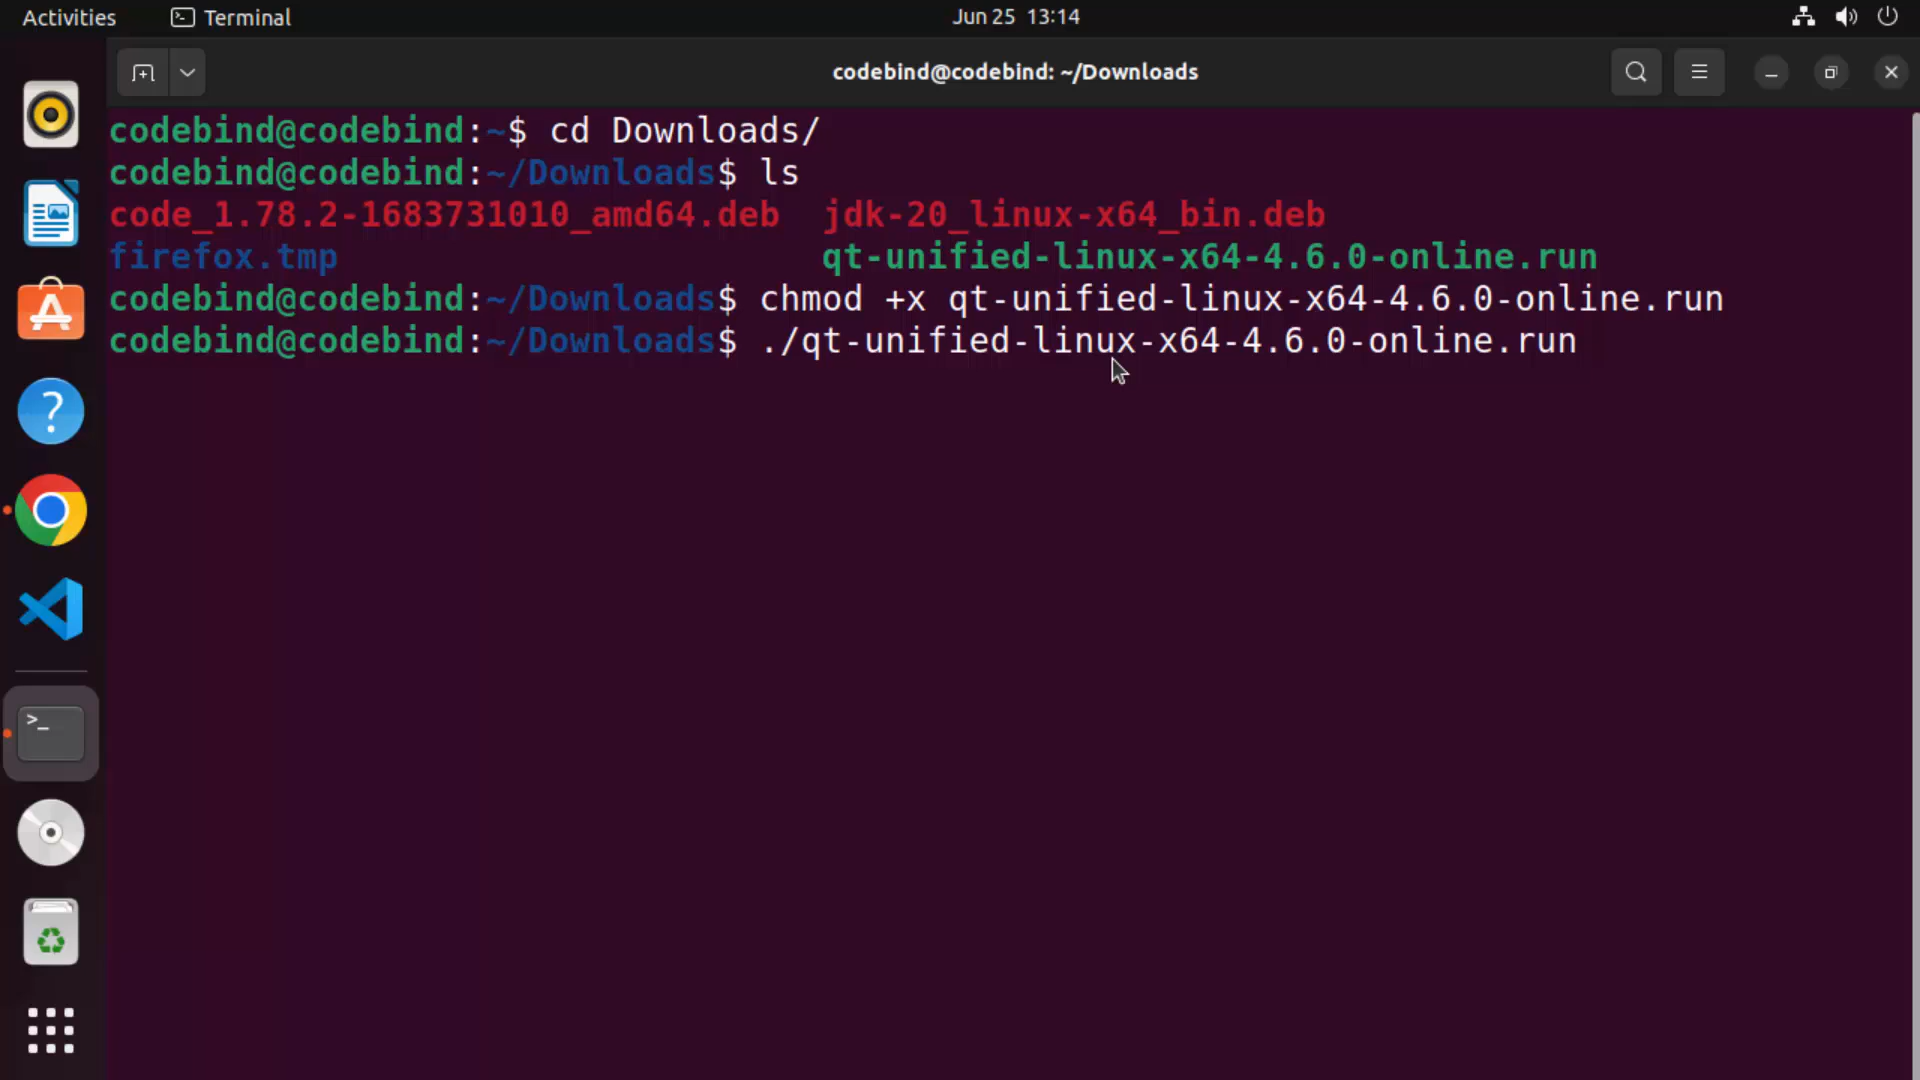 Activities Terminal Jun 25 13:14
codebind@codebind: ~/Downloads
codebind@codebind:~$ cd Downloads/
codebind@codebind:~/Downloads$ ls
code_1.78.2-1683731010_amd64.deb jdk-20_linux-x64_bin.deb
firefox.tmp qt-unified-linux-x64-4.6.0-online.run
codebind@codebind:~/Downloads$ chmod +x qt-unified-linux-x64-4.6.0-online.run
codebind@codebind:~/Downloads$ ./qt-unified-linux-x64-4.6.0-online.run